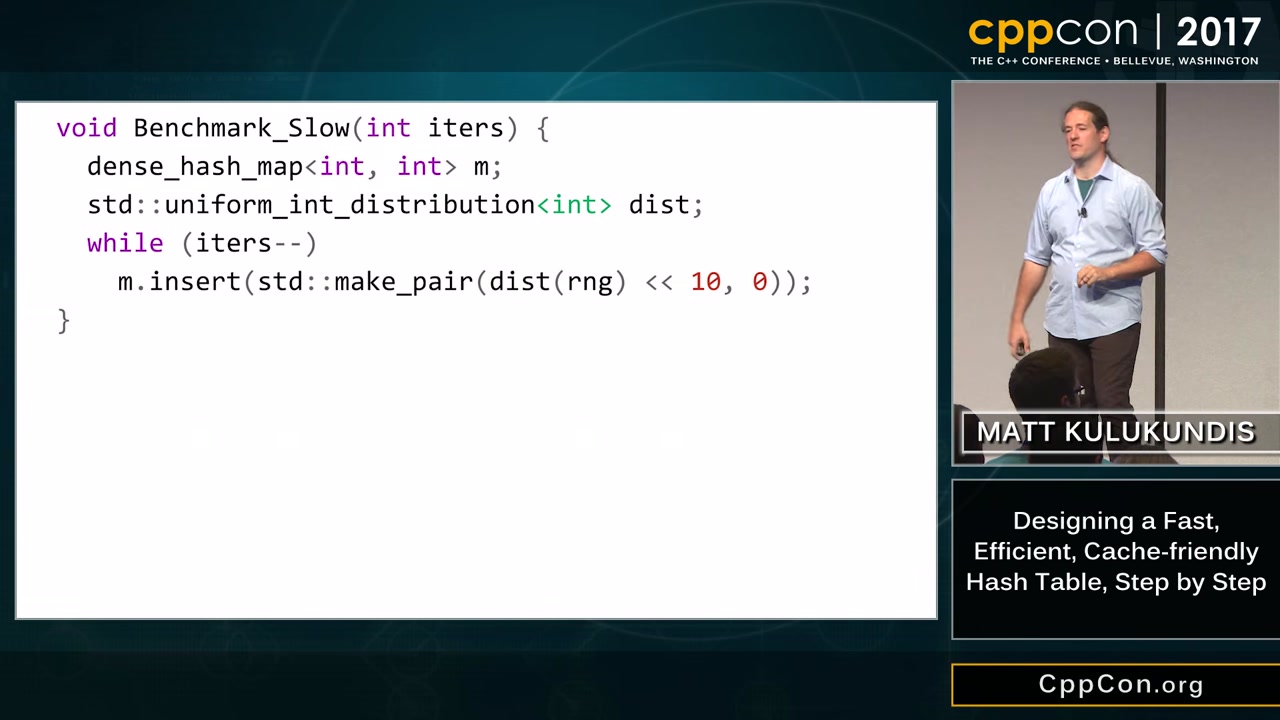 cppcon | 2017
THE C++ CONFERENCE • BELLEVUE, WASHINGTON
void Benchmark_Slow(int iters) {
  dense_hash_map<int, int> m;
  std::uniform_int_distribution<int> dist;
  while (iters--)
    m.insert(std::make_pair(dist(rng) << 10, 0));
}
MATT KULUKUNDIS
Designing a Fast,
Efficient, Cache-friendly
Hash Table, Step by Step
CppCon.org